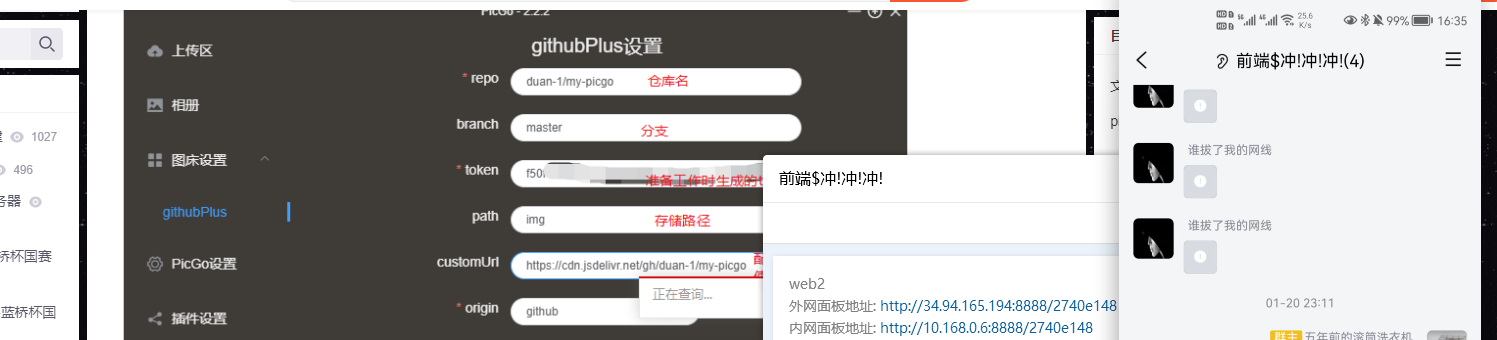 PicGo - 2.2.2
上传区
githubPlus设置
* repo
duan-1/my-picgo
仓库名
相册
branch
master
分支
1027
图床设置
* token
准备工作时生成的
496
务器
githubPlus
path
img
存储路径
桥杯国赛
PicGo设置
customUrl
https://cdn.jsdelivr.net/gh/duan-1/my-picgo
正在查询...
蓝桥杯国
插件设置
* origin
github
前端$冲!冲!冲!
web2
外网面板地址: http://34.94.165.194:8888/2740e148
内网面板地址: http://10.168.0.6:8888/2740e148
25.6
K/s
99%
16:35
前端$冲!冲!冲!(4)
谁拔了我的网线
谁拔了我的网线
01-20 23:11
群主 五年前的滚筒洗衣机